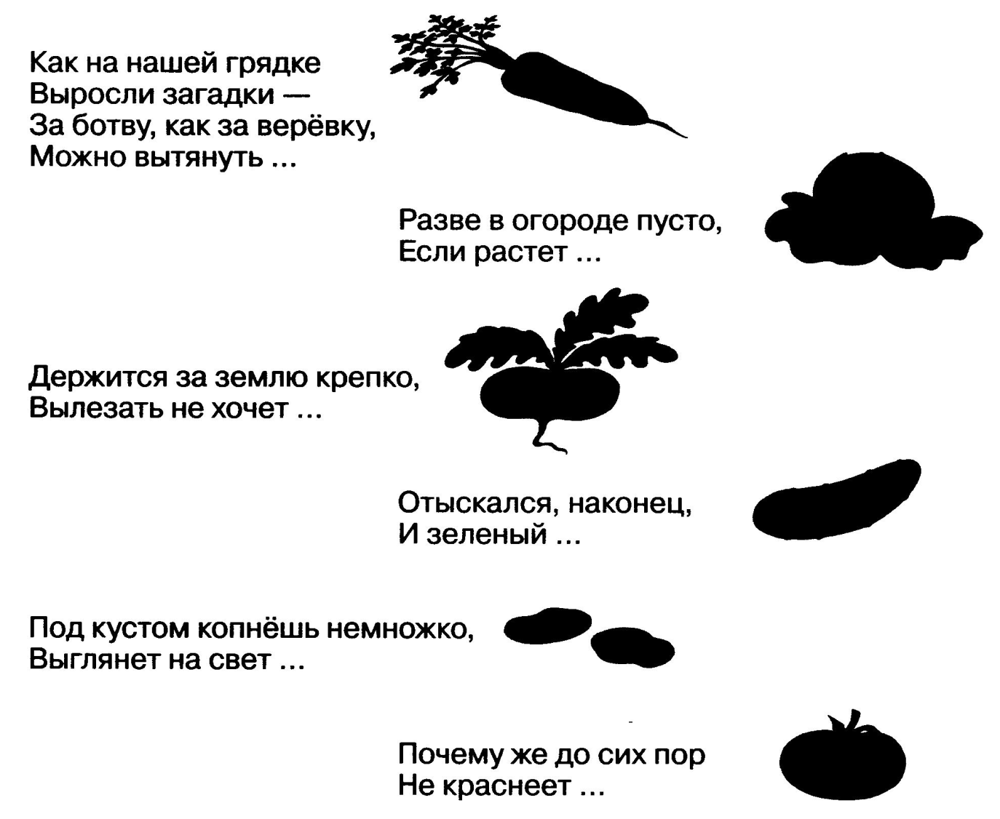 Как на нашей грядке
Выросли загадки —
За ботву, как за верёвку,
Можно вытянуть ...
Разве в огороде пусто,
Если растет ...
Держится за землю крепко,
Вылезать не хочет ...
Отыскался, наконец,
И зеленый ...
Под кустом копнёшь немножко,
Выглянет на свет ...
Почему же до сих пор
Не краснеет ...